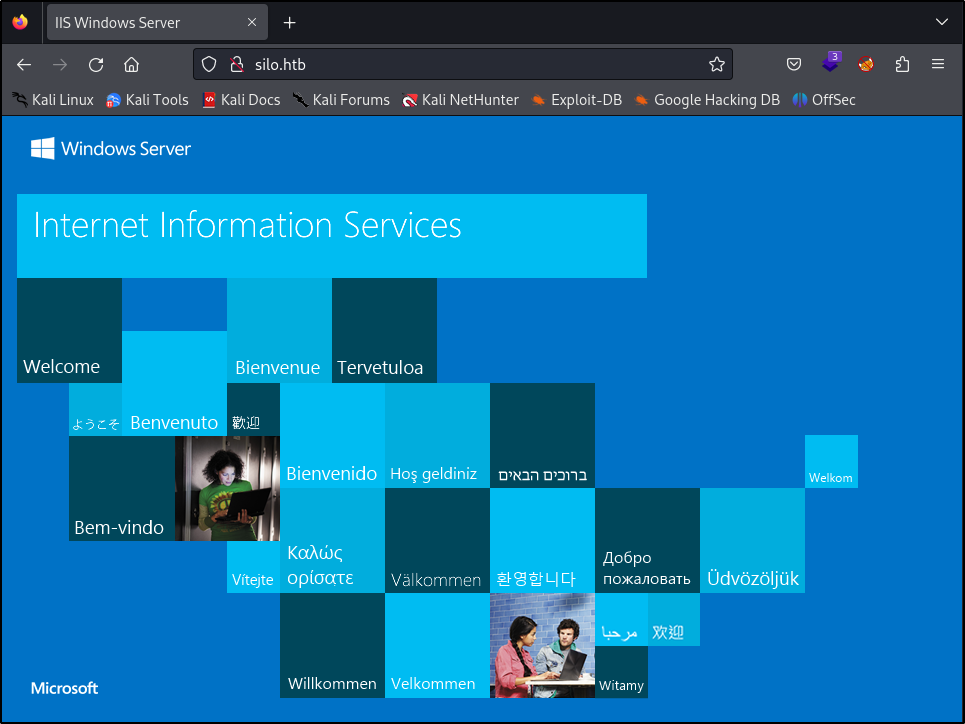 IIS Windows Server
silo.htb
3
Kali Linux
Kali Tools
Kali Docs
Kali Forums
Kali NetHunter
Exploit-DB
Google Hacking DB
OffSec
Windows Server
Internet Information Services
Welcome
Bienvenue
Tervetuloa
ようこそ
Benvenuto
歡迎
Bienvenido
Hoş geldiniz
ברוכים הבאים
Welkom
Bem-vindo
Vítejte
Καλώς
ορίσατε
Välkommen
환영합니다
Добро
пожаловать
Üdvözöljük
مرحبا
欢迎
Willkommen
Velkommen
Witamy
Microsoft